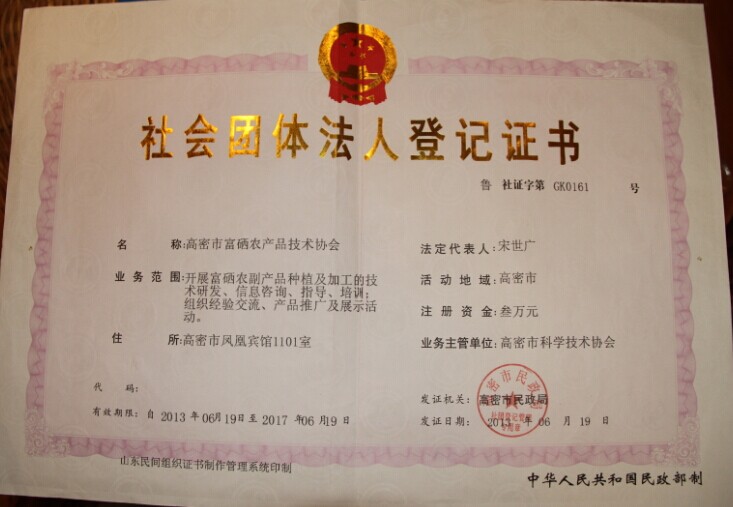 社会团体法人登记证书
鲁 社证字第 GK0161 号
名 称:高密市富硒农产品技术协会
业务范围:开展富硒农副产品种植及加工的技
术研发、信息咨询、指导、培训;
组织经验交流、产品推广及展示活
动。
住 所:高密市凤凰宾馆1101室
代 码:
有效期限:自 2013 年 06月 19日至 2017 年 06 月 19日
法定代表人:宋世广
活动地域:高密市
注册资金:叁万元
业务主管单位:高密市科学技术协会
发证机关:高密市民政局
发证日期:2013 年 06 月 19 日
山东民间组织证书制作管理系统印制
中华人民共和国民政部制